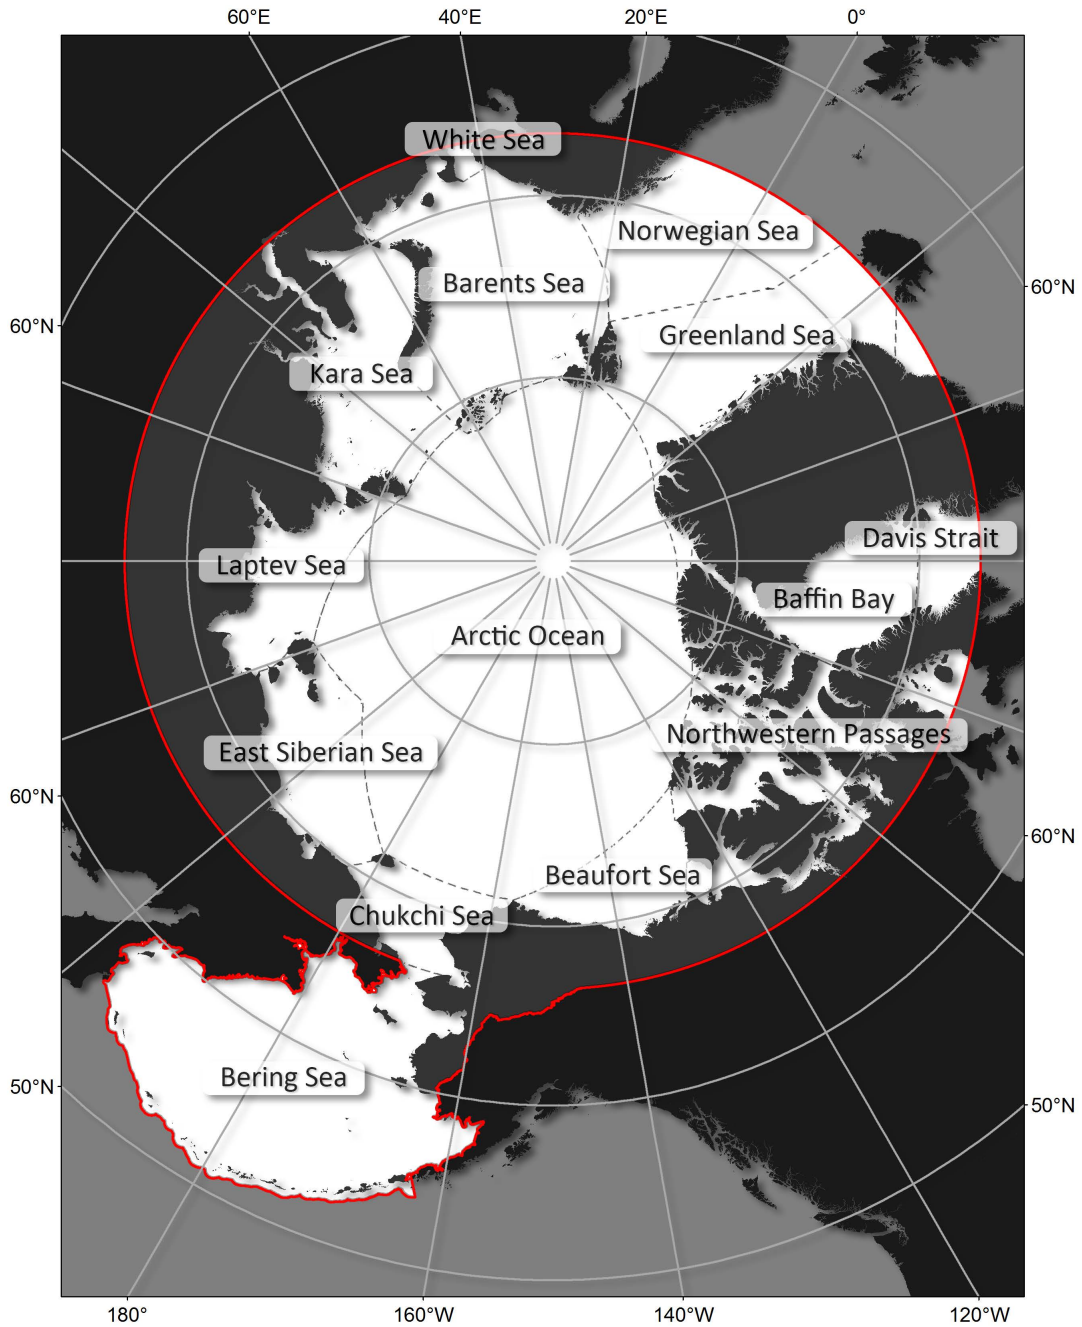 60°E 40°E 20°E 0°
White Sea
Norwegian Sea
Barents Sea
60°N
60°N
Greenland Sea
Kara Sea
Davis Strait
Laptev Sea
Baffin Bay
Arctic Ocean
Northwestern Passages
East Siberian Sea
60°N
60°N
Beaufort Sea
Chukchi Sea
Bering Sea
50°N
50°N
180° 160°W 140°W 120°W